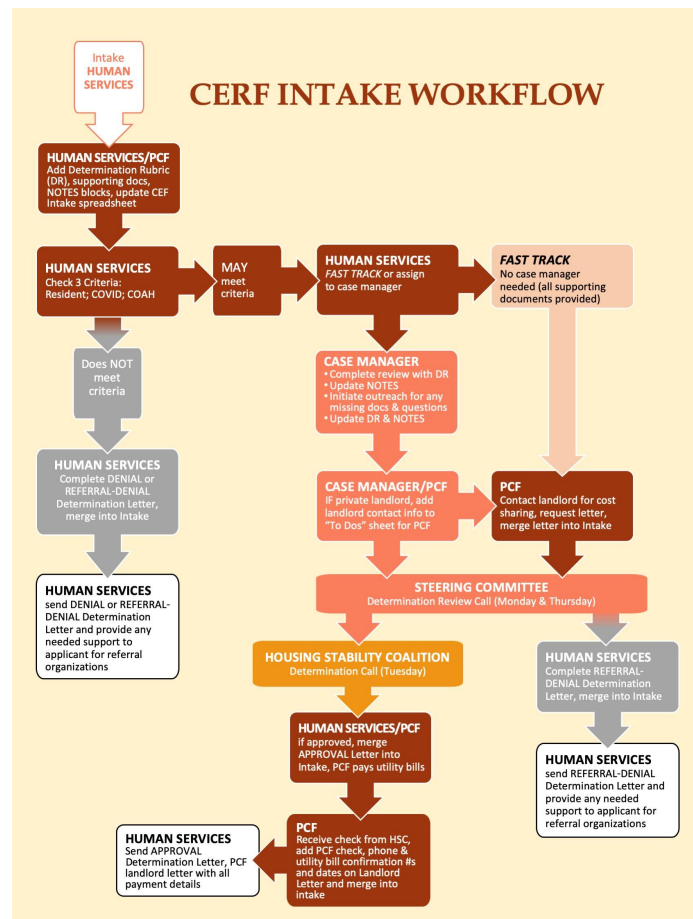 Intake
HUMAN
SERVICES
CERF INTAKE WORKFLOW
HUMAN SERVICES/PCF
Add Determination Rubric
(DR), supporting docs,
NOTES blocks, update CEF
Intake spreadsheet
HUMAN SERVICES
Check 3 Criteria:
Resident; COVID; COAH
MAY
meet
criteria
HUMAN SERVICES
FAST TRACK or assign
to case manager
FAST TRACK
No case manager
needed (all supporting
documents provided)
Does NOT
meet
criteria
CASE MANAGER
• Complete review with DR
• Update NOTES
• Initiate outreach for any
missing docs & questions
• Update DR & NOTES
HUMAN SERVICES
Complete DENIAL or
REFERRAL-DENIAL
Determination Letter,
merge into Intake
CASE MANAGER/PCF
IF private landlord, add
landlord contact info to
"To Dos" sheet for PCF
PCF
Contact landlord for cost
sharing, request letter,
merge letter into Intake
HUMAN SERVICES
send DENIAL or REFERRAL-
DENIAL Determination
Letter and provide any
needed support to
applicant for referral
organizations
STEERING COMMITTEE
Determination Review Call (Monday & Thursday)
HOUSING STABILITY COALITION
Determination Call (Tuesday)
HUMAN SERVICES
Complete REFERRAL-
DENIAL Determination
Letter, merge into Intake
HUMAN SERVICES/PCF
if approved, merge
APPROVAL Letter into
Intake, PCF pays utility bills
HUMAN SERVICES
send REFERRAL-DENIAL
Determination Letter and
provide any needed
support to applicant for
referral organizations
PCF
Receive check from HSC,
add PCF check, phone &
utility bill confirmation #s
and dates on Landlord
Letter and merge into
intake
HUMAN SERVICES
Send APPROVAL
Determination Letter, PCF
landlord letter with all
payment details